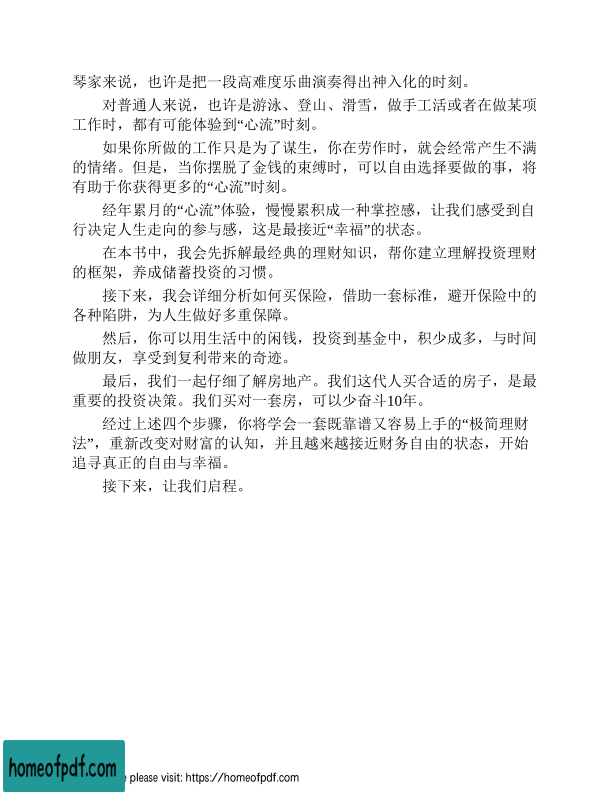 琴家来说，也许是把一段高难度乐曲演奏得出神入化的时刻。
对普通人来说，也许是游泳、登山、滑雪，做手工活或者在做某项
工作时，都有可能体验到“心流”时刻。
如果你所做的工作只是为了谋生，你在劳作时，就会经常产生不满
的情绪。但是，当你摆脱了金钱的束缚时，可以自由选择要做的事，将
有助于你获得更多的“心流”时刻。
经年累月的“心流”体验，慢慢累积成一种掌控感，让我们感受到自
行决定人生走向的参与感，这是最接近“幸福”的状态。
在本书中，我会先拆解最经典的理财知识，帮你建立理解投资理财
的框架，养成储蓄投资的习惯。
接下来，我会详细分析如何买保险，借助一套标准，避开保险中的
各种陷阱，为人生做好多重保障。
然后，你可以用生活中的闲钱，投资到基金中，积少成多，与时间
做朋友，享受到复利带来的奇迹。
最后，我们一起仔细了解房地产。我们这代人买合适的房子，是最
重要的投资决策。我们买对一套房，可以少奋斗10年。
经过上述四个步骤，你将学会一套既靠谱又容易上手的“极简理财
法”，重新改变对财富的认知，并且越来越接近财务自由的状态，开始
追寻真正的自由与幸福。
接下来，让我们启程。
homeofpdf.com
e please visit: https://homeofpdf.com